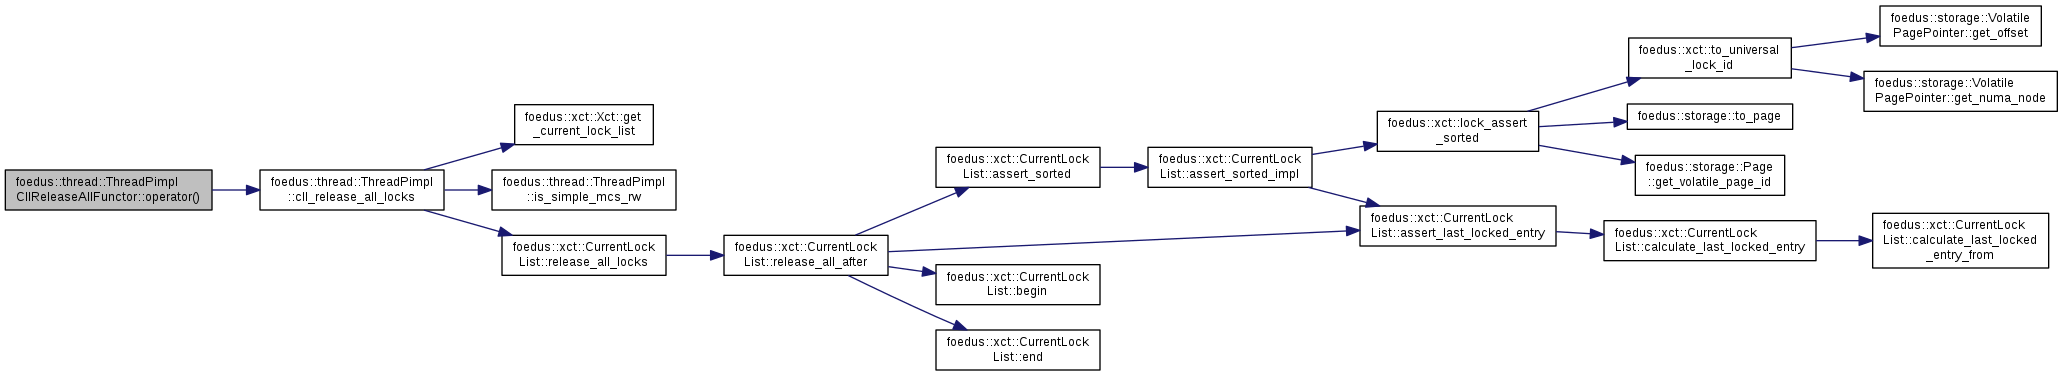 foedus::thread::ThreadPimpl
CllReleaseAllFunctor::operator()
foedus::thread::ThreadPimpl
::cll_release_all_locks
foedus::xct::Xct::get
_current_lock_list
foedus::thread::ThreadPimpl
::is_simple_mcs_rw
foedus::xct::CurrentLock
List::release_all_locks
foedus::xct::CurrentLock
List::release_all_after
foedus::xct::CurrentLock
List::assert_sorted
foedus::xct::CurrentLock
List::begin
foedus::xct::CurrentLock
List::end
foedus::xct::CurrentLock
List::assert_sorted_impl
foedus::xct::lock_assert
_sorted
foedus::xct::CurrentLock
List::assert_last_locked_entry
foedus::xct::to_universal
_lock_id
foedus::storage::to_page
foedus::storage::Page
::get_volatile_page_id
foedus::xct::CurrentLock
List::calculate_last_locked_entry
foedus::storage::Volatile
PagePointer::get_offset
foedus::storage::Volatile
PagePointer::get_numa_node
foedus::xct::CurrentLock
List::calculate_last_locked
_entry_from